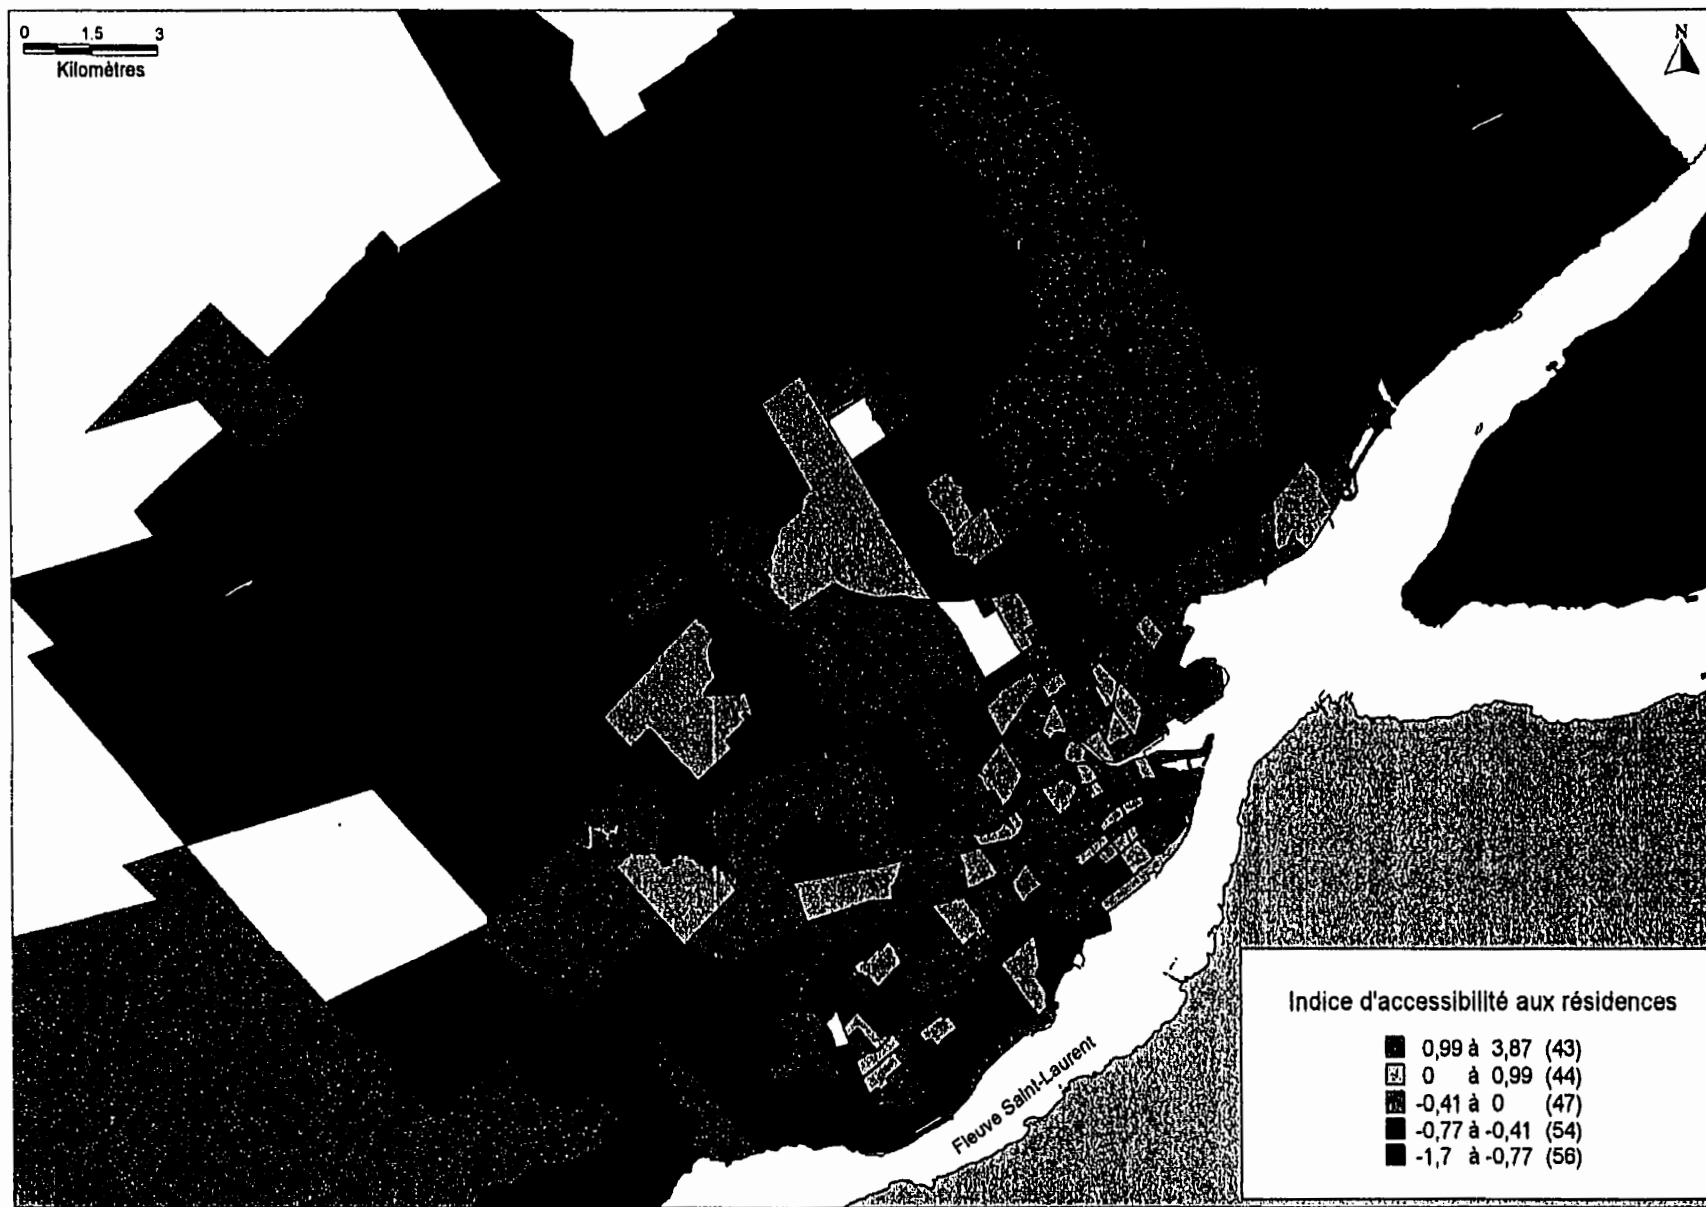 0 1.5 3
Kilomètres
N
Fleuve Saint-Laurent
Indice d'accessibilité aux résidences
0,99 à 3,87 (43)
0 à 0,99 (44)
-0,41 à 0 (47)
-0,77 à -0,41 (54)
-1,7 à -0,77 (56)